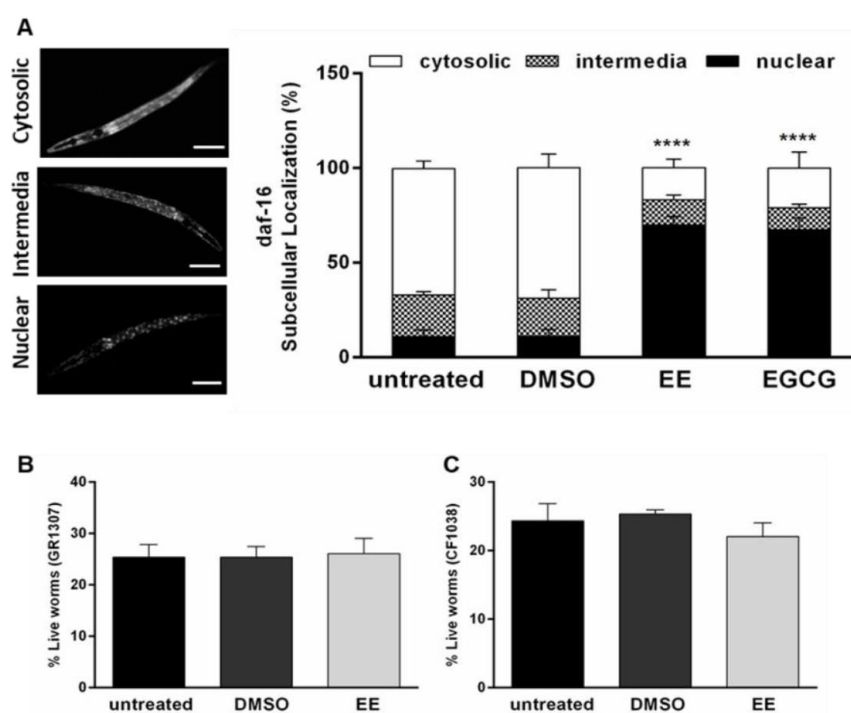 A
Cytosolic
Intermedia
Nuclear
cytosolic intermedia nuclear
daf-16
Subcellular Localization (%)
150
100
50
0
**** ****
untreated DMSO EE EGCG
B
% Live worms (GR1307)
40
30
20
10
0
untreated DMSO EE
C
% Live worms (CF1038)
30
20
10
0
untreated DMSO EE